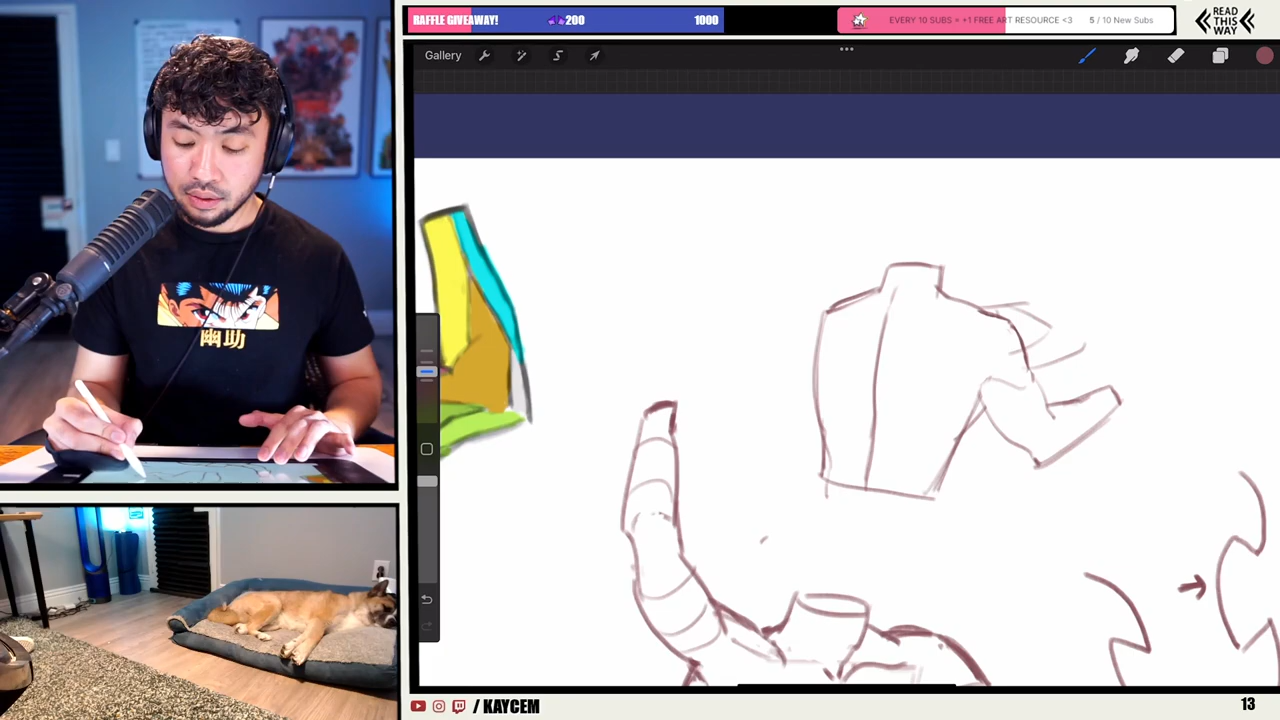 RAFFLE GIVEAWAY!
200
1000
EVERY 10 SUBS = +1 FREE ART RESOURCE <3
5 / 10 New Subs
READ
THIS
WAY
Gallery
幽助
/ KAYCEM
13